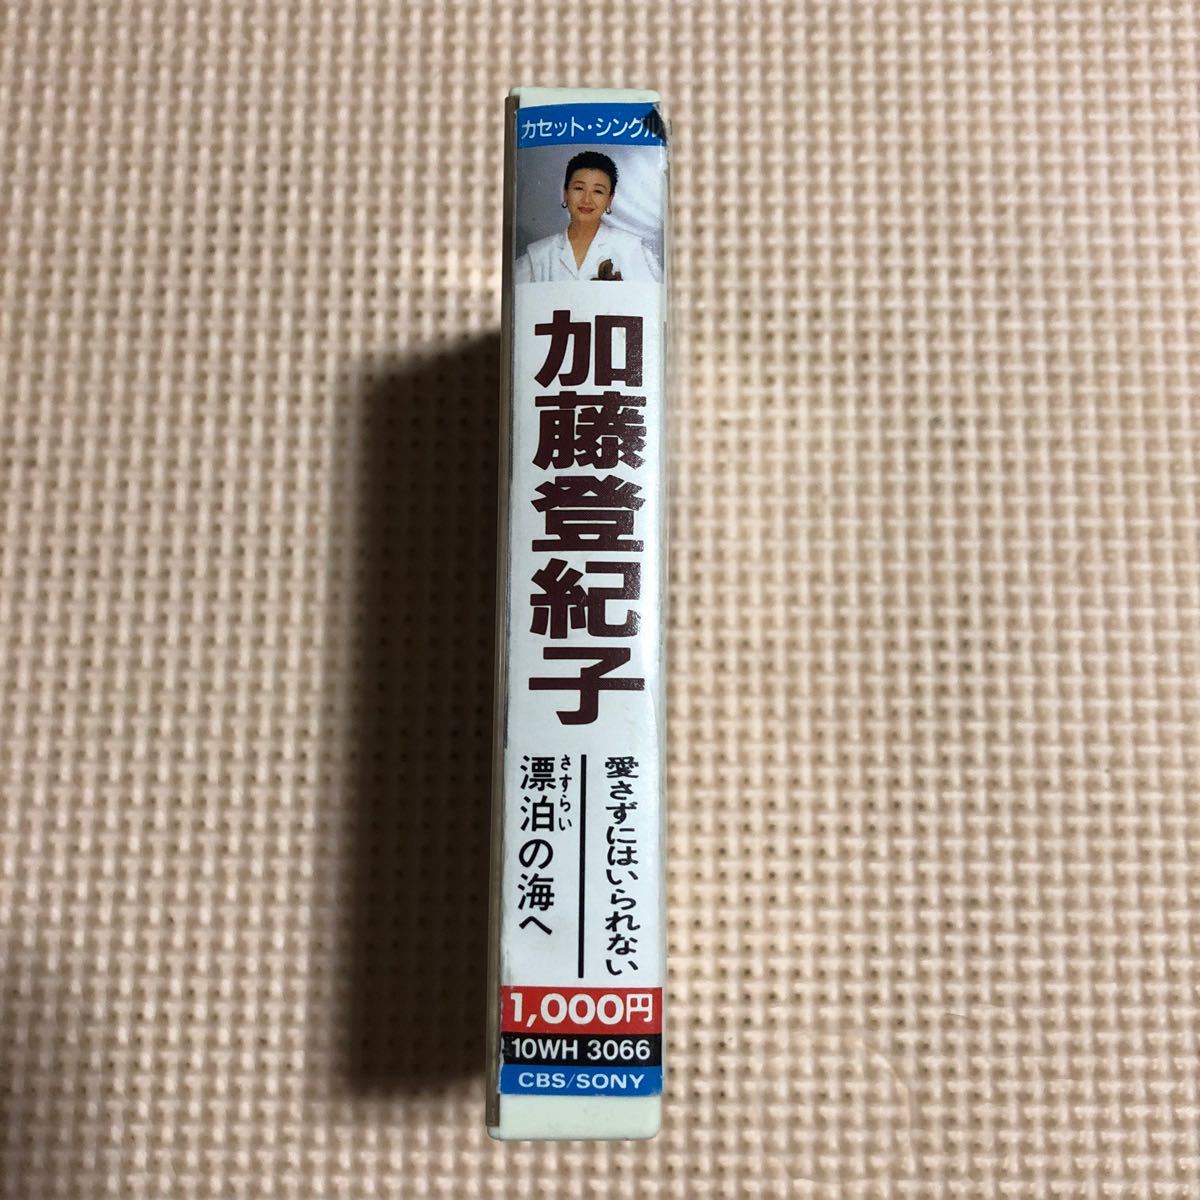 カセット・シングル
加藤登紀子
愛さずにはいられない
さすらい
漂泊の海へ
1,000円
10WH 3066
CBS/SONY